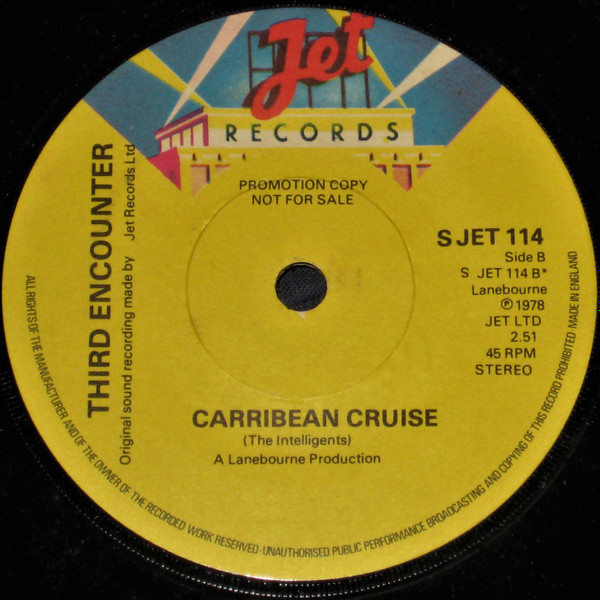 Jet
RECORDS
PROMOTION COPY
NOT FOR SALE
THIRD ENCOUNTER
Original sound recording made by Jet Records Ltd
S JET 114
Side B
S JET 114 B*
Lanebourne
℗ 1978
JET LTD
2.51
45 RPM
STEREO
CARRIBEAN CRUISE
(The Intelligents)
A Lanebourne Production
ALL RIGHTS OF THE MANUFACTURER AND OF THE OWNER OF THE RECORDED WORK RESERVED · UNAUTHORISED PUBLIC PERFORMANCE BROADCASTING AND COPYING OF THIS RECORD PROHIBITED MADE IN ENGLAND